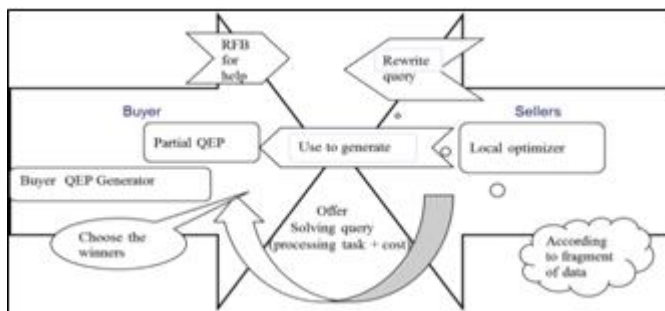 RFB
for
help
Rewrite
query
Buyer
Sellers
Partial QEP
Use to generate
Local optimizer
Buyer QEP Generator
Offer
Solving query
(processing task + cost)
Choose the
winners
According
to fragment
of data